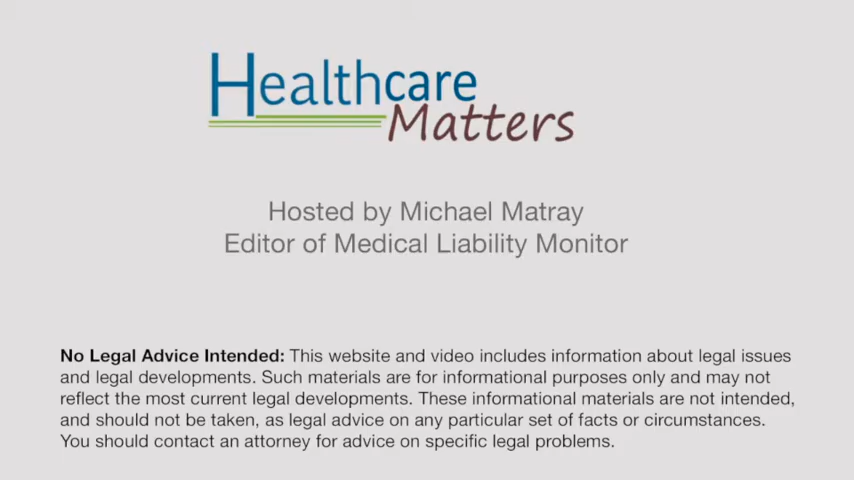 Healthcare
Matters
Hosted by Michael Matray
Editor of Medical Liability Monitor
No Legal Advice Intended: This website and video includes information about legal issues
and legal developments. Such materials are for informational purposes only and may not
reflect the most current legal developments. These informational materials are not intended,
and should not be taken, as legal advice on any particular set of facts or circumstances.
You should contact an attorney for advice on specific legal problems.